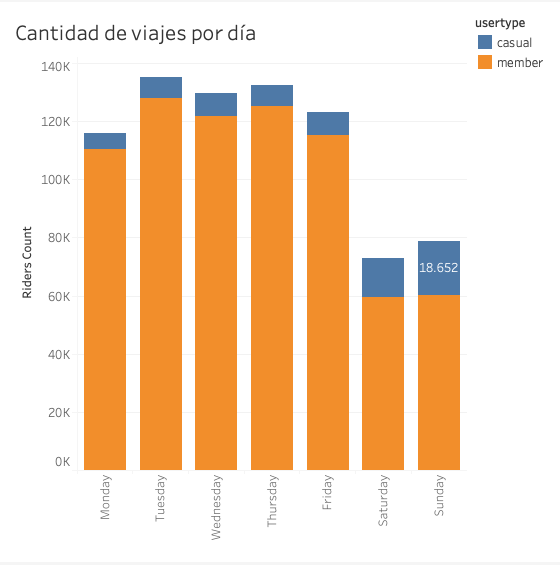 Cantidad de viajes por día
usertype
casual
member
Riders Count
140K
120K
100K
80K
60K
40K
20K
0K
18.652
Monday
Tuesday
Wednesday
Thursday
Friday
Saturday
Sunday